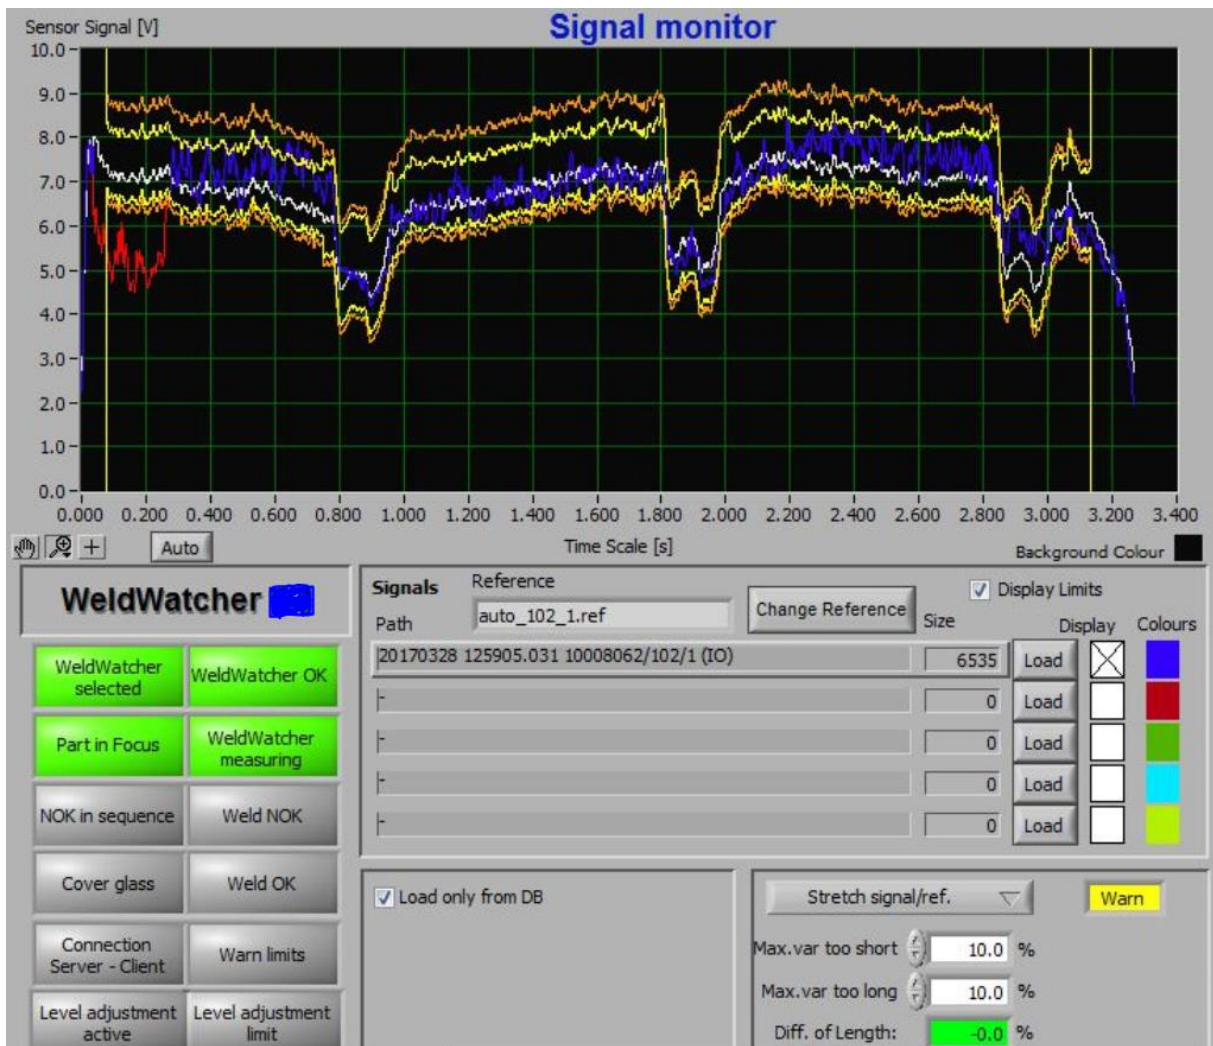 Sensor Signal [V]
Signal monitor
10.0
9.0
8.0
7.0
6.0
5.0
4.0
3.0
2.0
1.0
0.0
0.000 0.200 0.400 0.600 0.800 1.000 1.200 1.400 1.600 1.800 2.000 2.200 2.400 2.600 2.800 3.000 3.200 3.400
Auto
Time Scale [s]
Background Colour
WeldWatcher
WeldWatcher
selected
WeldWatcher OK
Part in Focus
WeldWatcher
measuring
NOK in sequence
Weld NOK
Cover glass
Weld OK
Connection
Server - Client
Warn limits
Level adjustment
active
Level adjustment
limit
Signals
Reference
Path
auto_102_1.ref
Change Reference
Display Limits
Size
Display
Colours
20170328 125905.031 10008062/102/1 (IO)
6535
Load
-
0
Load
-
0
Load
-
0
Load
-
0
Load
Load only from DB
Stretch signal/ref.
Warn
Max.var too short
10.0 %
Max.var too long
10.0 %
Diff. of Length:
-0.0 %